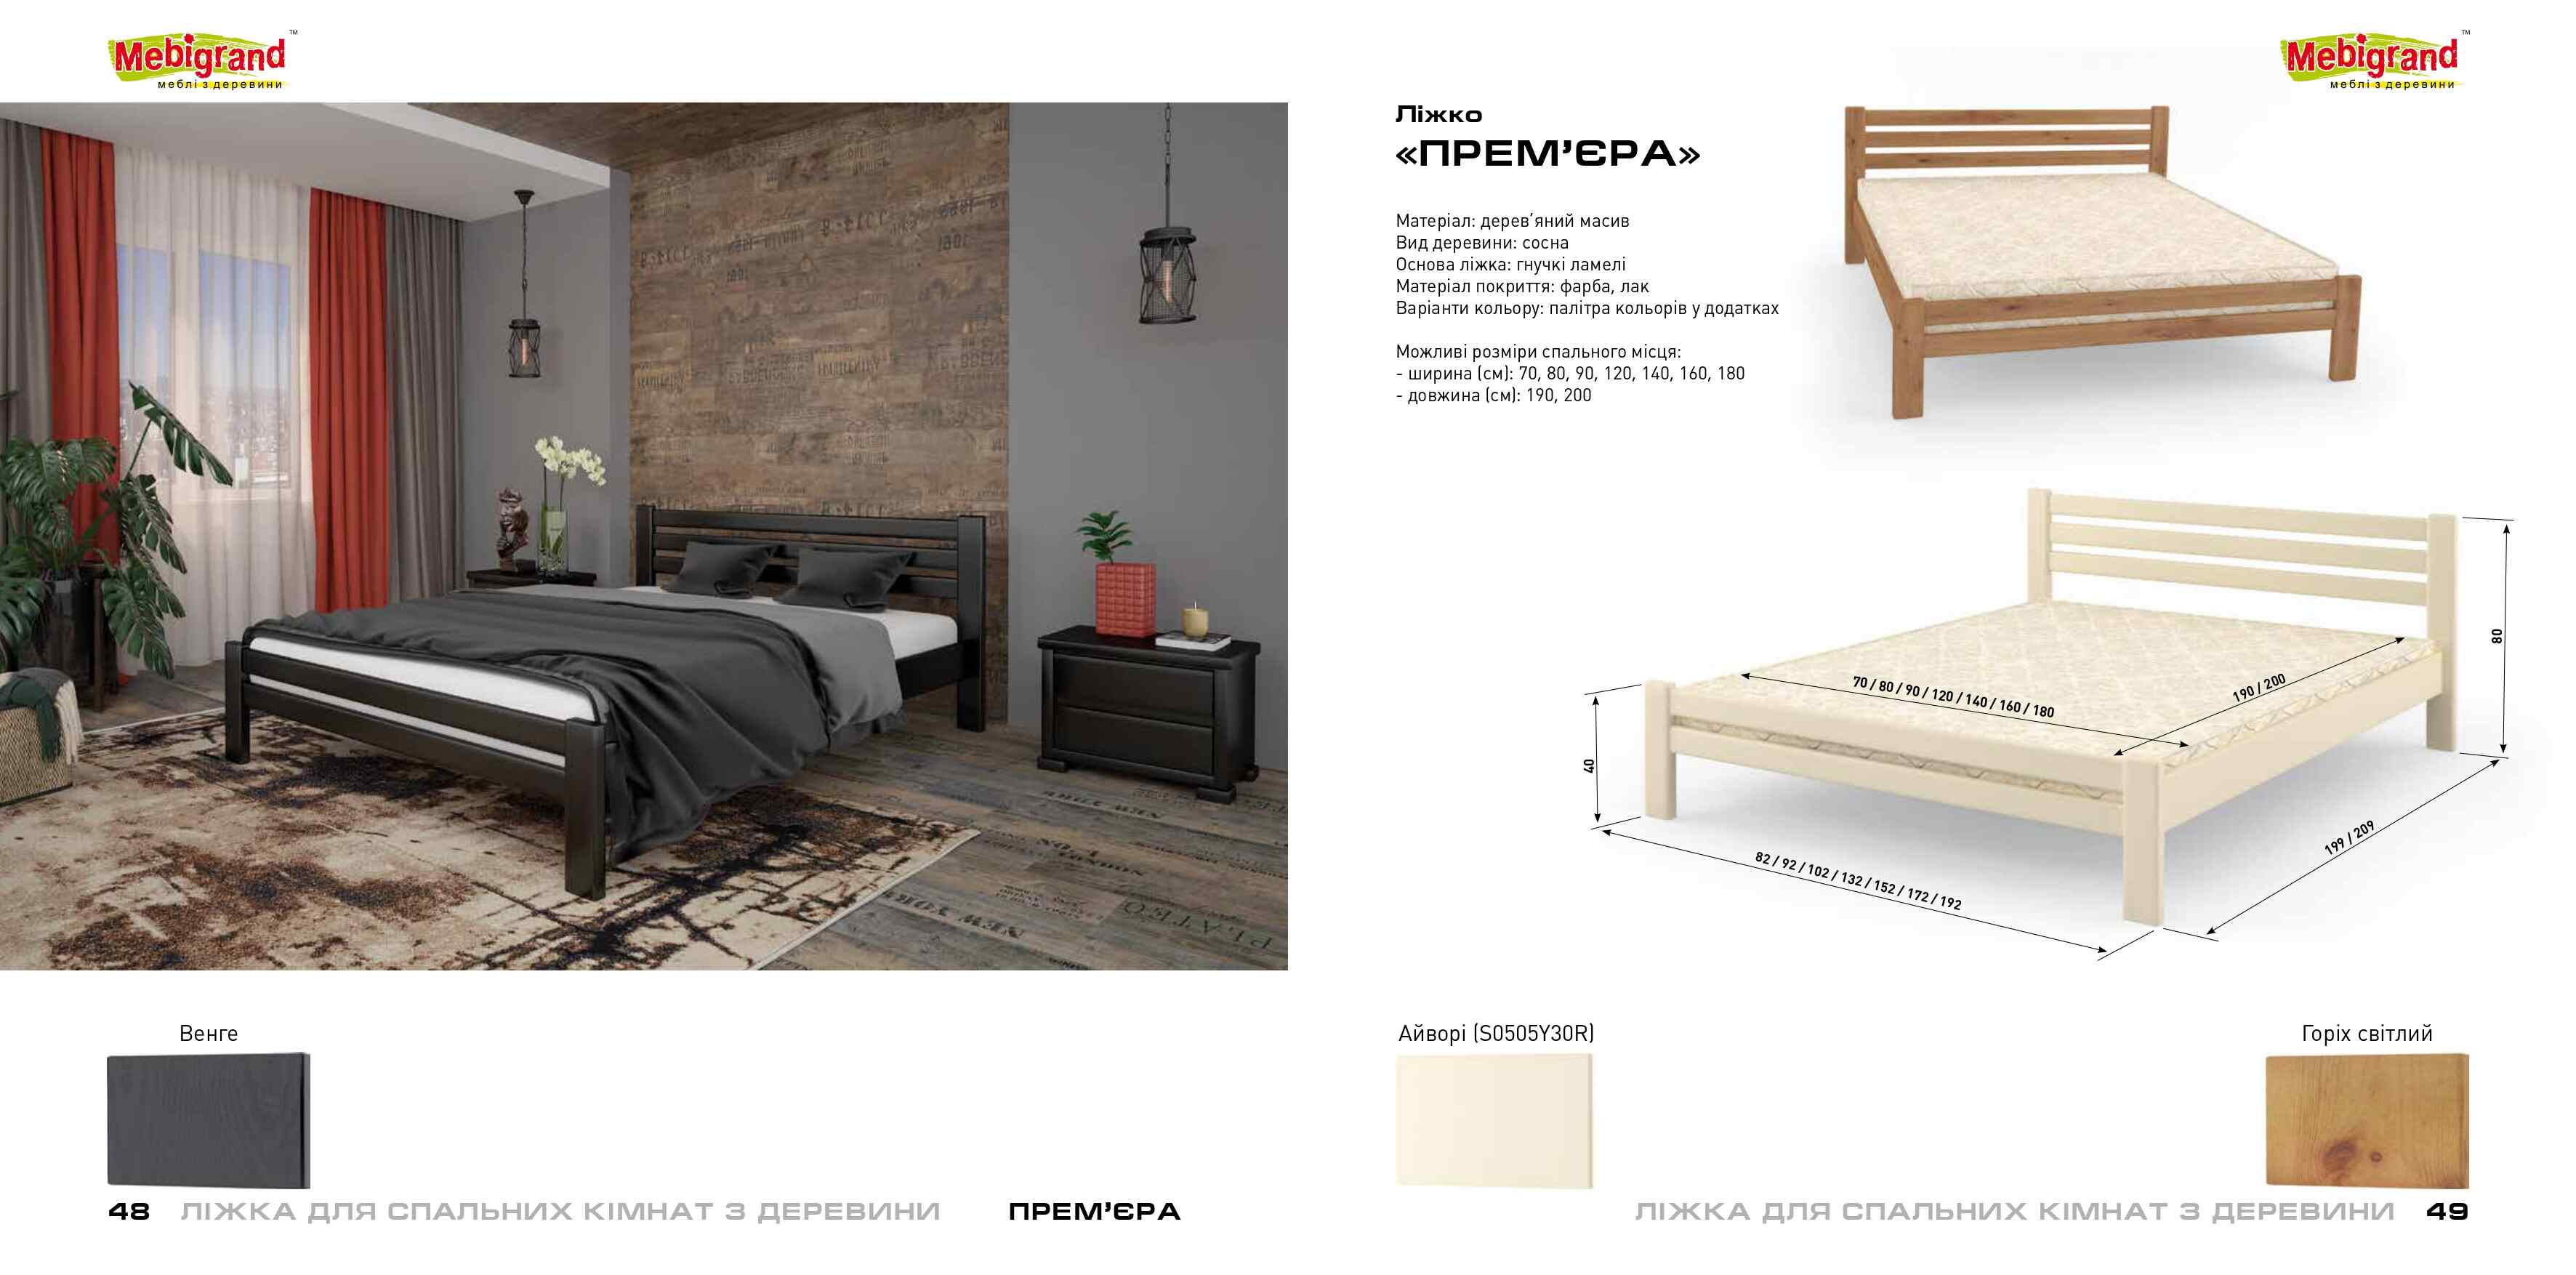 Mebigrand
TM
меблі з деревини
Венге
48 ЛІЖКА ДЛЯ СПАЛЬНИХ КІМНАТ З ДЕРЕВИНИ ПРЕМ’ЄРА
Mebigrand
TM
меблі з деревини
Ліжко
«ПРЕМ’ЄРА»
Матеріал: дерев’яний масив
Вид деревини: сосна
Основа ліжка: гнучкі ламелі
Матеріал покриття: фарба, лак
Варіанти кольору: палітра кольорів у додатках
Можливі розміри спального місця:
- ширина (см): 70, 80, 90, 120, 140, 160, 180
- довжина (см): 190, 200
80
70 / 80 / 90 / 120 / 140 / 160 / 180
190 / 200
40
82 / 92 / 102 / 132 / 152 / 172 / 192
199 / 209
Айворі (S0505Y30R)
Горіх світлий
ЛІЖКА ДЛЯ СПАЛЬНИХ КІМНАТ З ДЕРЕВИНИ 49